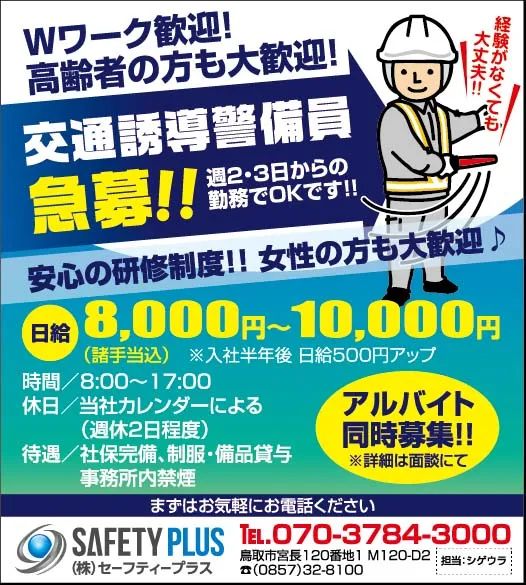 Wワーク歓迎!
高齢者の方も大歓迎!
経験がなくても
大丈夫!!
交通誘導警備員
急募!!
週2・3日からの
勤務でOKです!!
安心の研修制度!! 女性の方も大歓迎♪
日給 8,000円〜10,000円
(諸手当込) ※入社半年後 日給500円アップ
時間/8:00〜17:00
休日/当社カレンダーによる
(週休2日程度)
待遇/社保完備、制服・備品貸与
事務所内禁煙
アルバイト
同時募集!!
※詳細は面談にて
まずはお気軽にお電話ください
SAFETY PLUS
(株)セーフティープラス
TEL.070-3784-3000
鳥取市宮長120番地1 M120-D2
☎(0857)32-8100
担当:シゲウラ